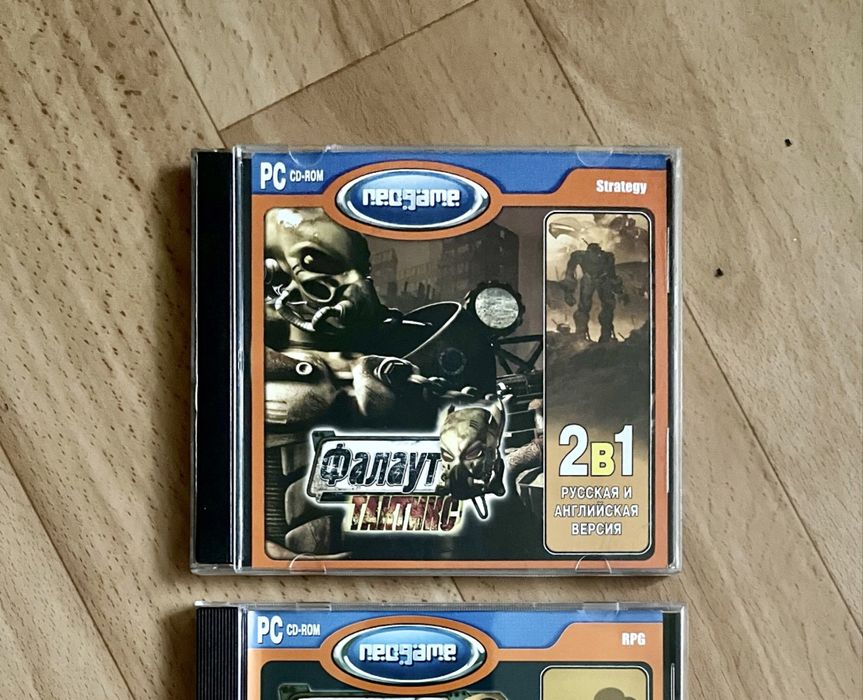 PC CD-ROM
neogame
Strategy
Фалаут
ТАКТИКС
2в1
РУССКАЯ И
АНГЛИЙСКАЯ
ВЕРСИЯ
PC CD-ROM
neogame
RPG